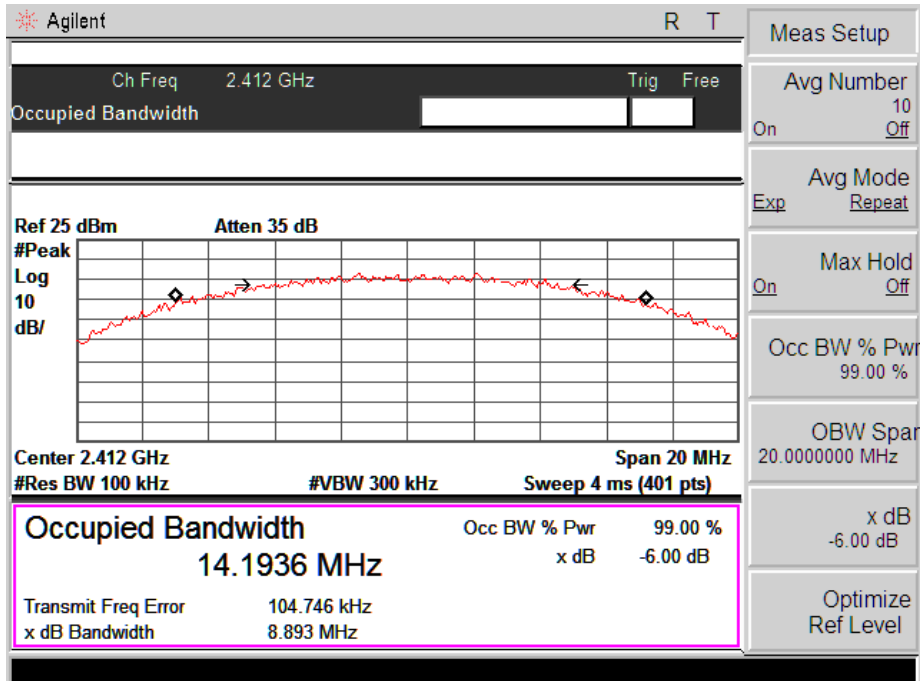 Agilent R T
Ch Freq 2.412 GHz Trig Free
Occupied Bandwidth
Ref 25 dBm Atten 35 dB
#Peak
Log
10
dB/
Center 2.412 GHz Span 20 MHz
#Res BW 100 kHz #VBW 300 kHz Sweep 4 ms (401 pts)
Occupied Bandwidth Occ BW % Pwr 99.00 %
14.1936 MHz x dB -6.00 dB
Transmit Freq Error 104.746 kHz
x dB Bandwidth 8.893 MHz
Meas Setup
Avg Number
10
On Off
Avg Mode
Exp Repeat
Max Hold
On Off
Occ BW % Pwr
99.00 %
OBW Spar
20.0000000 MHz
x dB
-6.00 dB
Optimize
Ref Level